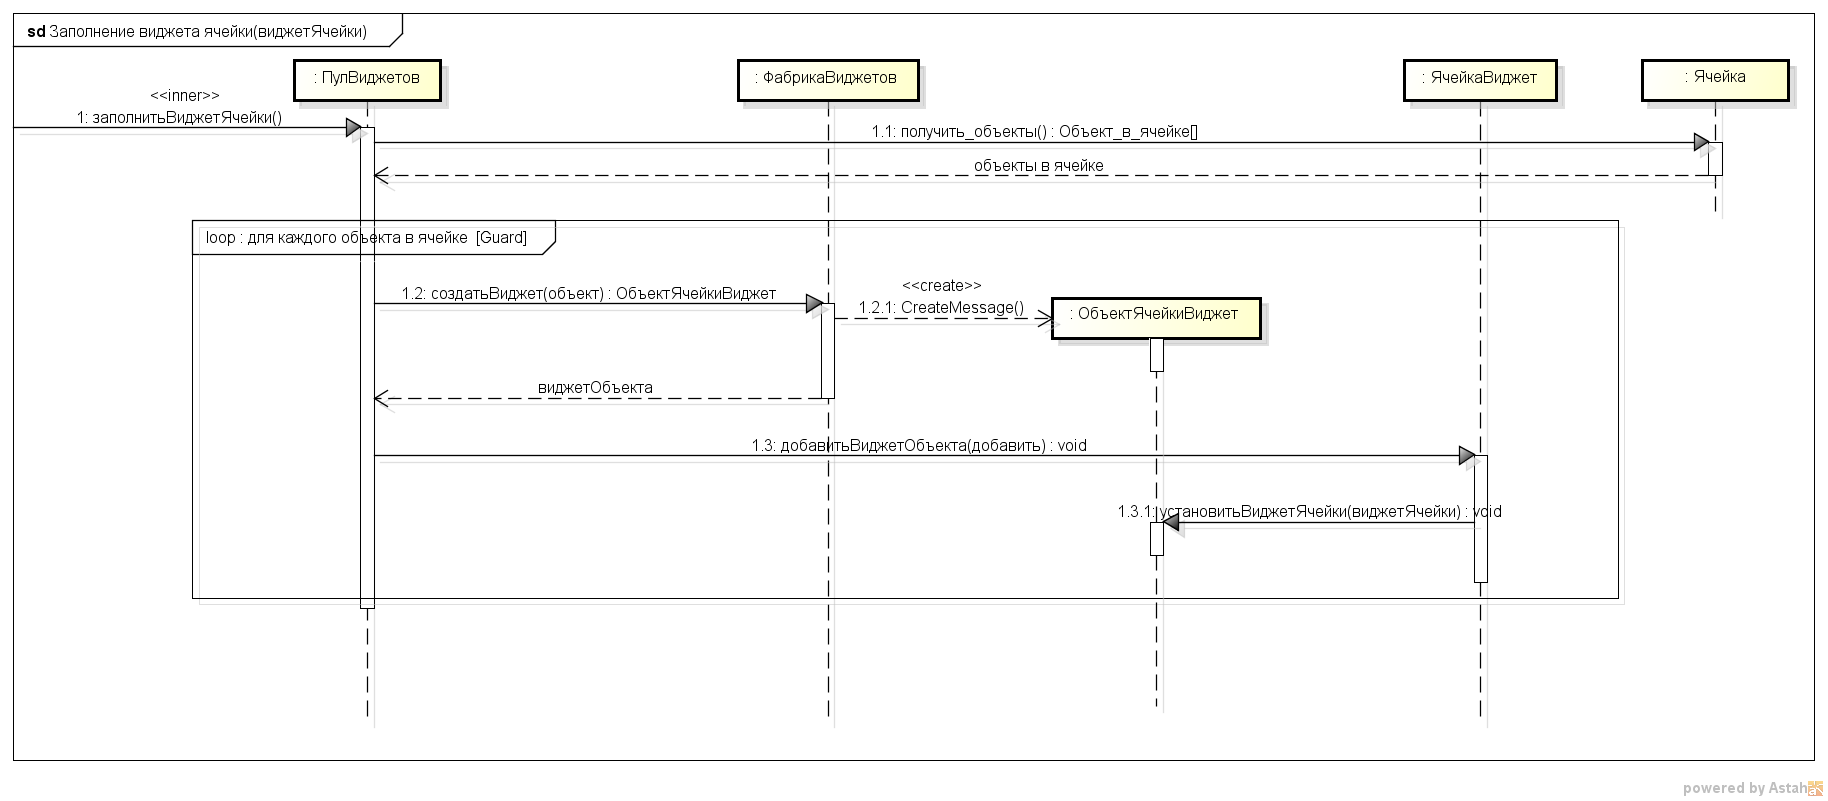 sd Заполнение виджета ячейки(виджетЯчейки)
: ПулВиджетов
: ФабрикаВиджетов
: ЯчейкаВиджет
: Ячейка
<<inner>>
1: заполнитьВиджетЯчейки()
1.1: получить_объекты() : Объект_в_ячейке[]
объекты в ячейке
loop : для каждого объекта в ячейке [Guard]
1.2: создатьВиджет(объект) : ОбъектЯчейкиВиджет
<<create>>
1.2.1: CreateMessage()
: ОбъектЯчейкиВиджет
виджетОбъекта
1.3: добавитьВиджетОбъекта(добавить) : void
1.3.1: установитьВиджетЯчейки(виджетЯчейки) : void
powered by Astah